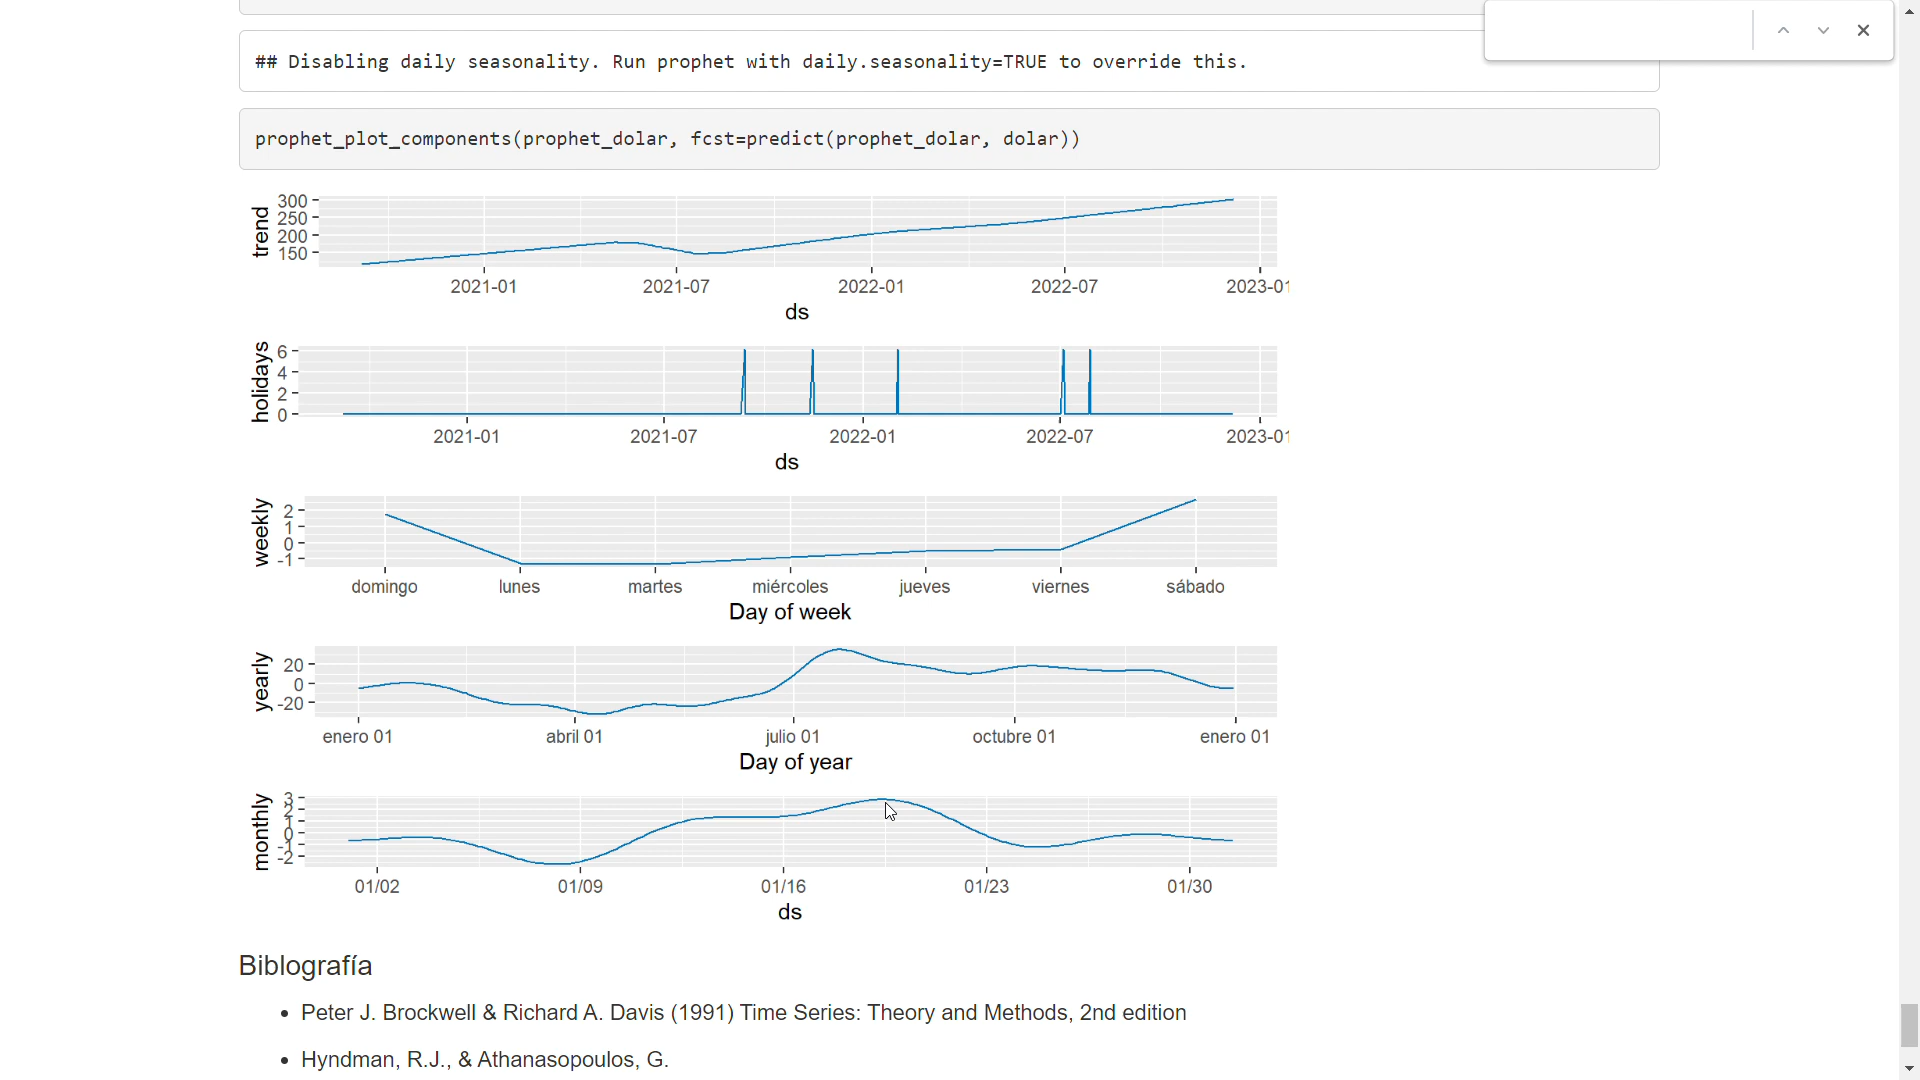 ## Disabling daily seasonality. Run prophet with daily.seasonality=TRUE to override this.
prophet_plot_components(prophet_dolar, fcst=predict(prophet_dolar, dolar))
trend
300
250
200
150
2021-01 2021-07 2022-01 2022-07 2023-01
ds
holidays
6
4
2
0
2021-01 2021-07 2022-01 2022-07 2023-01
ds
weekly
2
1
0
-1
domingo lunes martes miércoles jueves viernes sábado
Day of week
yearly
20
0
-20
enero 01 abril 01 julio 01 octubre 01 enero 01
Day of year
monthly
3
2
1
0
-1
-2
01/02 01/09 01/16 01/23 01/30
ds
Biblografía
• Peter J. Brockwell & Richard A. Davis (1991) Time Series: Theory and Methods, 2nd edition
• Hyndman, R.J., & Athanasopoulos, G.